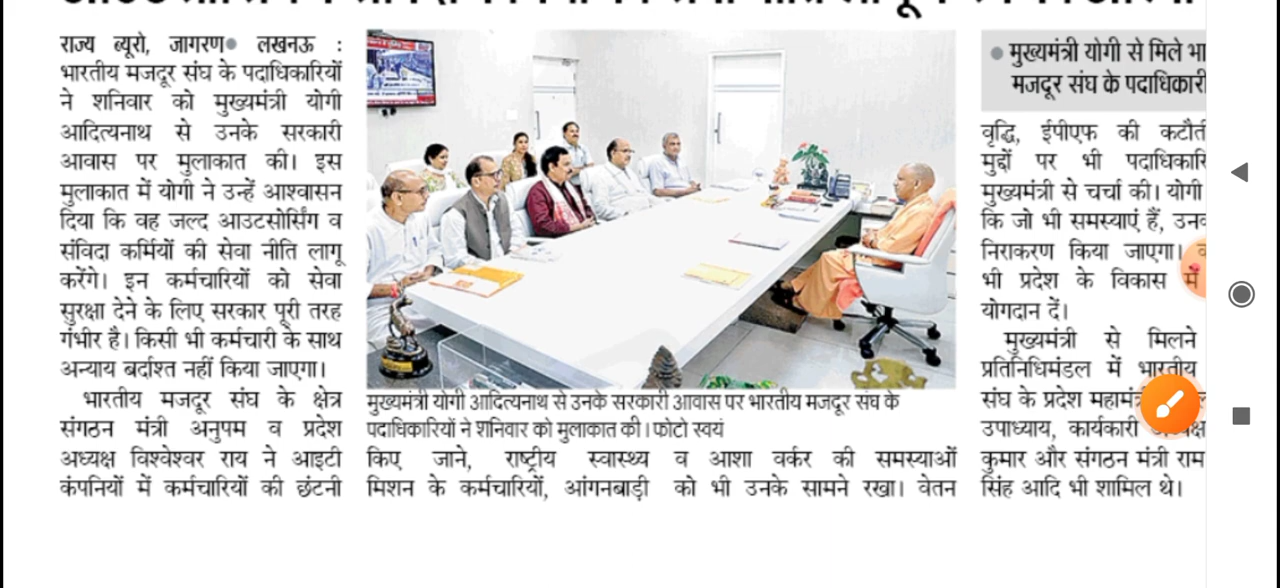 राज्य ब्यूरो, जागरण● लखनऊ :
भारतीय मजदूर संघ के पदाधिकारियों
ने शनिवार को मुख्यमंत्री योगी
आदित्यनाथ से उनके सरकारी
आवास पर मुलाकात की। इस
मुलाकात में योगी ने उन्हें आश्वासन
दिया कि वह जल्द आउटसोर्सिंग व
संविदा कर्मियों की सेवा नीति लागू
करेंगे। इन कर्मचारियों को सेवा
सुरक्षा देने के लिए सरकार पूरी तरह
गंभीर है। किसी भी कर्मचारी के साथ
अन्याय बर्दाश्त नहीं किया जाएगा।
भारतीय मजदूर संघ के क्षेत्र
संगठन मंत्री अनुपम व प्रदेश
अध्यक्ष विश्वेश्वर राय ने आइटी
कंपनियों में कर्मचारियों की छंटनी
मुख्यमंत्री योगी आदित्यनाथ से उनके सरकारी आवास पर भारतीय मजदूर संघ के
पदाधिकारियों ने शनिवार को मुलाकात की। फोटो स्वयं
किए जाने, राष्ट्रीय स्वास्थ्य
मिशन के कर्मचारियों, आंगनबाड़ी
व आशा वर्कर की समस्याओं
को भी उनके सामने रखा। वेतन
● मुख्यमंत्री योगी से मिले भा
मजदूर संघ के पदाधिकारी
वृद्धि, ईपीएफ की कटौती
मुद्दों पर भी पदाधिकारि
मुख्यमंत्री से चर्चा की। योगी
कि जो भी समस्याएं हैं, उनक
निराकरण किया जाएगा।
भी प्रदेश के विकास में
योगदान दें।
मुख्यमंत्री से मिलने
प्रतिनिधिमंडल में भारतीय
संघ के प्रदेश महामंत्री
उपाध्याय, कार्यकारी
कुमार और संगठन मंत्री राम
सिंह आदि भी शामिल थे।